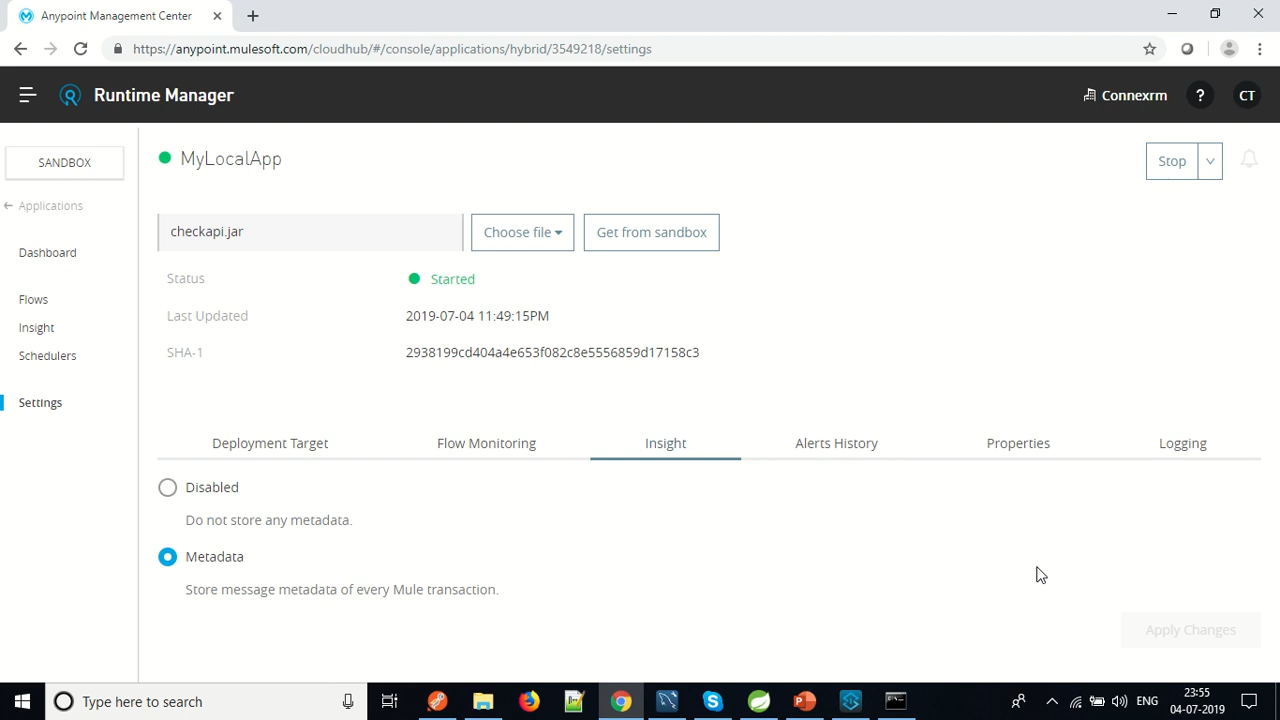 Anypoint Management Center
https://anypoint.mulesoft.com/cloudhub/#/console/applications/hybrid/3549218/settings
Runtime Manager
Connexrm
?
CT
SANDBOX
Applications
Dashboard
Flows
Insight
Schedulers
Settings
MyLocalApp
Stop
checkapi.jar
Choose file
Get from sandbox
Status
Started
Last Updated
2019-07-04 11:49:15PM
SHA-1
2938199cd404a4e653f082c8e5556859d17158c3
Deployment Target
Flow Monitoring
Insight
Alerts History
Properties
Logging
Disabled
Do not store any metadata.
Metadata
Store message metadata of every Mule transaction.
Apply Changes
Type here to search
ENG
23:55
04-07-2019